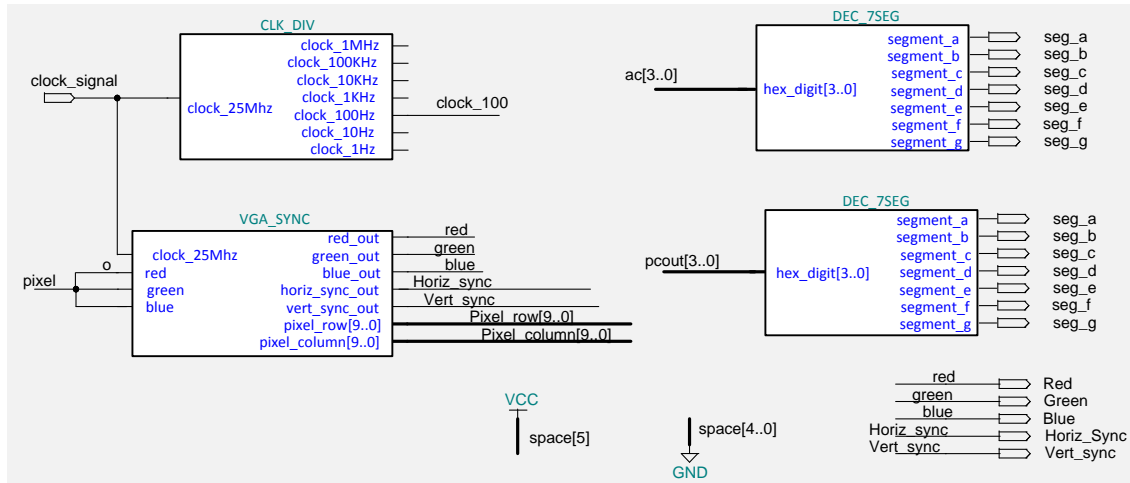 CLK_DIV
clock_1MHz
clock_100KHz
clock_10KHz
clock_1KHz
clock_100Hz
clock_10Hz
clock_1Hz
clock_25Mhz
clock_signal
clock_100
DEC_7SEG
ac[3..0]
hex_digit[3..0]
segment_a
segment_b
segment_c
segment_d
segment_e
segment_f
segment_g
seg_a
seg_b
seg_c
seg_d
seg_e
seg_f
seg_g
VGA_SYNC
pixel
o
clock_25Mhz
red
green
blue
red_out
green_out
blue_out
horiz_sync_out
vert_sync_out
pixel_row[9..0]
pixel_column[9..0]
red
green
blue
Horiz_sync
Vert_sync
Pixel_row[9..0]
Pixel_column[9..0]
DEC_7SEG
pcout[3..0]
hex_digit[3..0]
segment_a
segment_b
segment_c
segment_d
segment_e
segment_f
segment_g
seg_a
seg_b
seg_c
seg_d
seg_e
seg_f
seg_g
VCC
space[5]
space[4..0]
GND
red Red
green Green
blue Blue
Horiz_sync Horiz_Sync
Vert_sync Vert_sync